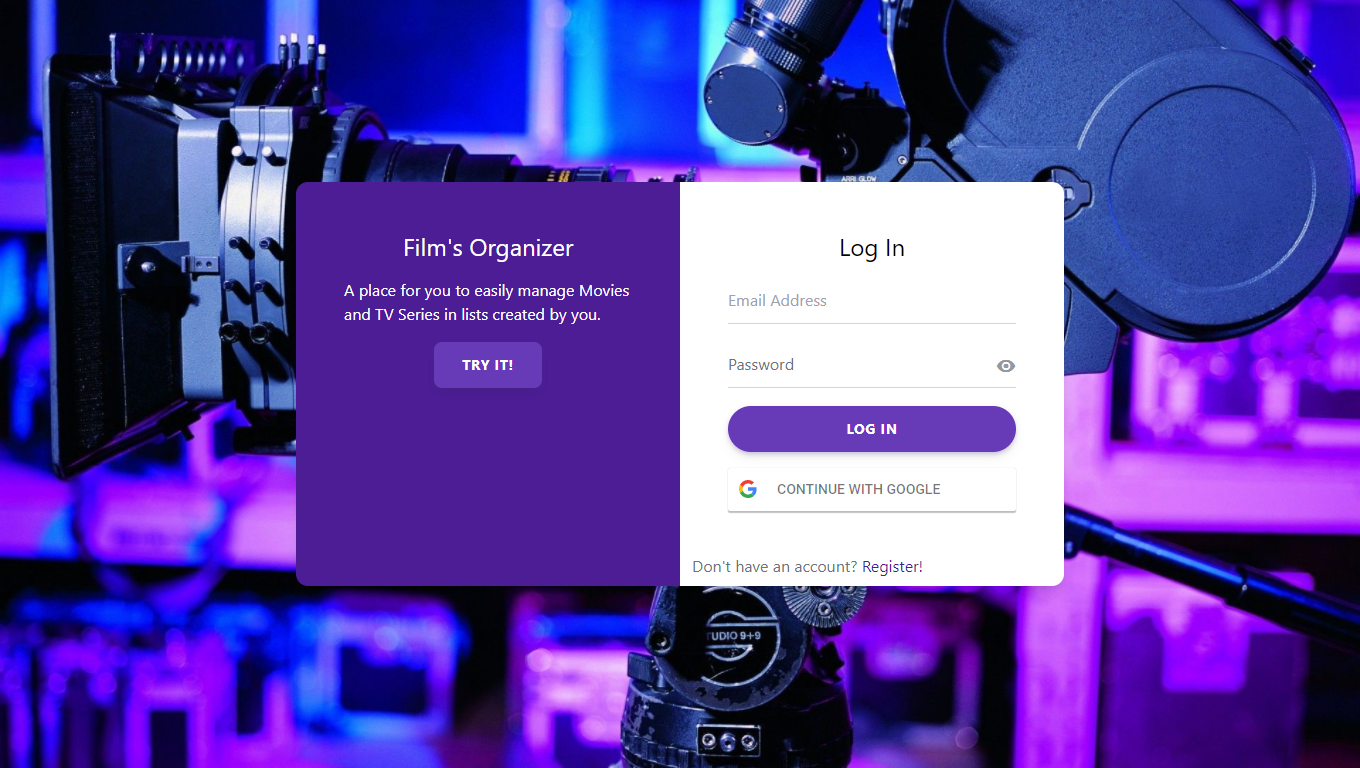 ARRI GLOW
Film's Organizer
A place for you to easily manage Movies
and TV Series in lists created by you.
TRY IT!
Log In
Email Address
Password
LOG IN
CONTINUE WITH GOOGLE
Don't have an account? Register!
TUDIO 9+9